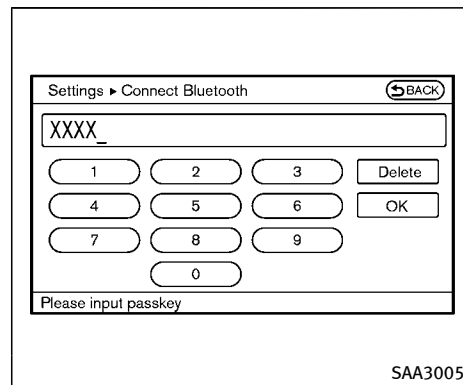 Settings ▸ Connect Bluetooth BACK
XXXX_
1 2 3 Delete
4 5 6 OK
7 8 9
0
Please input passkey
SAA3005